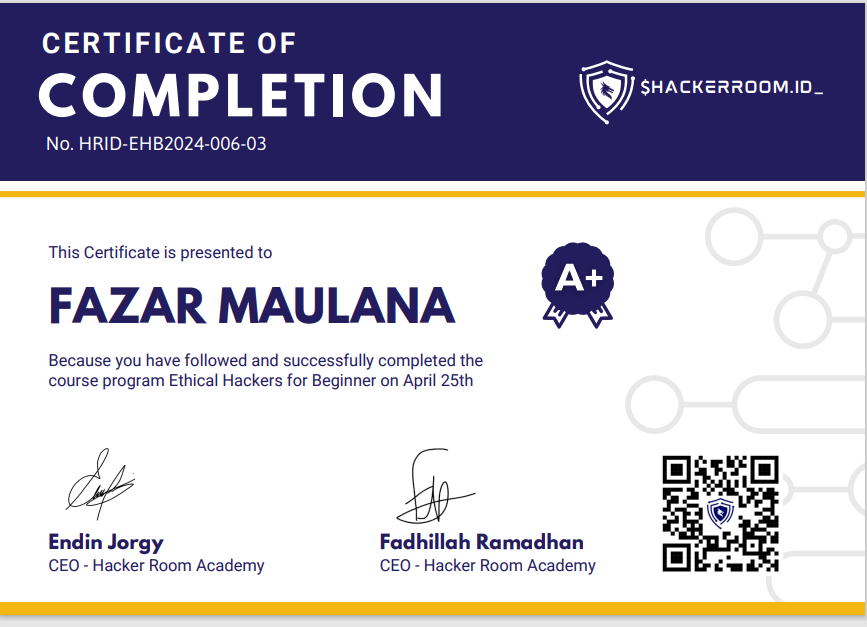 CERTIFICATE OF
COMPLETION
No. HRID-EHB2024-006-03
$HACKERROOM.ID_
This Certificate is presented to
FAZAR MAULANA
A+
Because you have followed and successfully completed the
course program Ethical Hackers for Beginner on April 25th
Endin Jorgy
CEO - Hacker Room Academy
Fadhillah Ramadhan
CEO - Hacker Room Academy